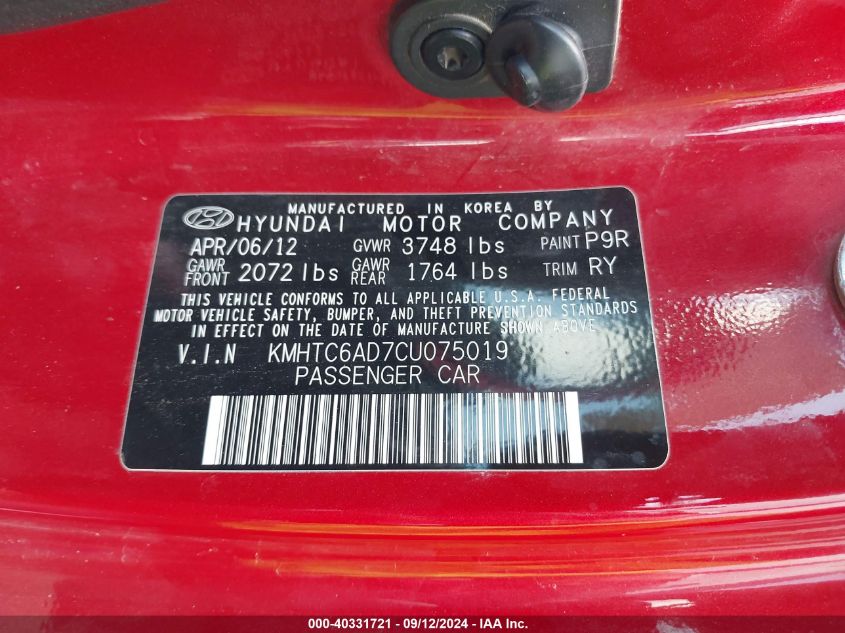 MANUFACTURED IN KOREA BY
HYUNDAI MOTOR COMPANY
APR/06/12 GVWR 3748 lbs PAINT P9R
GAWR FRONT 2072 lbs GAWR REAR 1764 lbs TRIM RY
THIS VEHICLE CONFORMS TO ALL APPLICABLE U.S.A. FEDERAL
MOTOR VEHICLE SAFETY, BUMPER, AND THEFT PREVENTION STANDARDS
IN EFFECT ON THE DATE OF MANUFACTURE SHOWN ABOVE.
V.I.N KMHTC6AD7CU075019
PASSENGER CAR
000-40331721 - 09/12/2024 - IAA Inc.